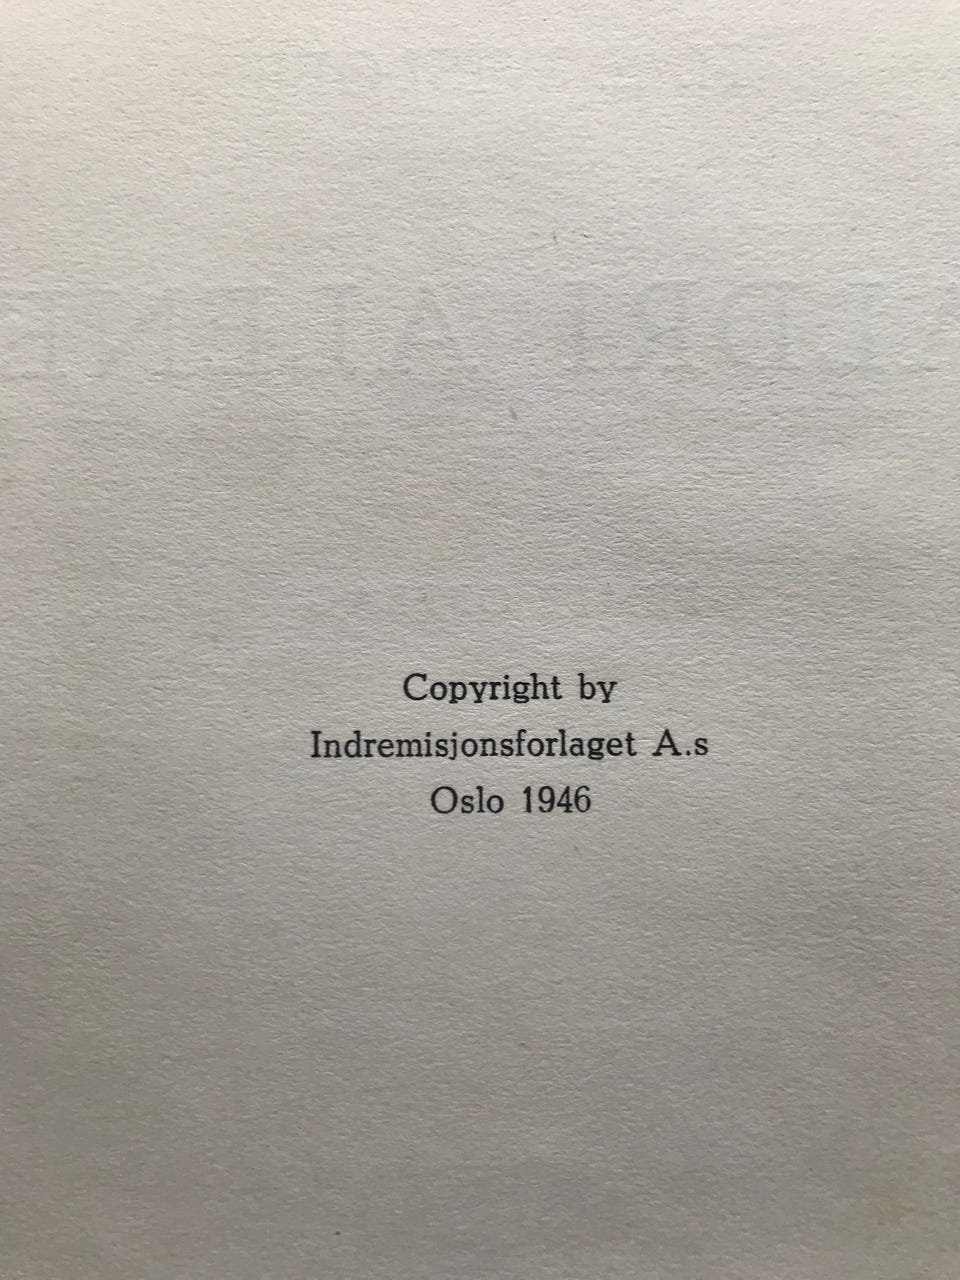 Copyright by
Indremisjonsforlaget A.s
Oslo 1946